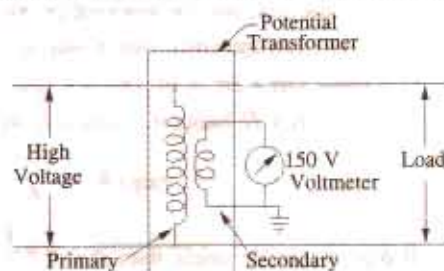 Potential
Transformer
High
Voltage
150 V
Voltmeter
Load
Primary
Secondary